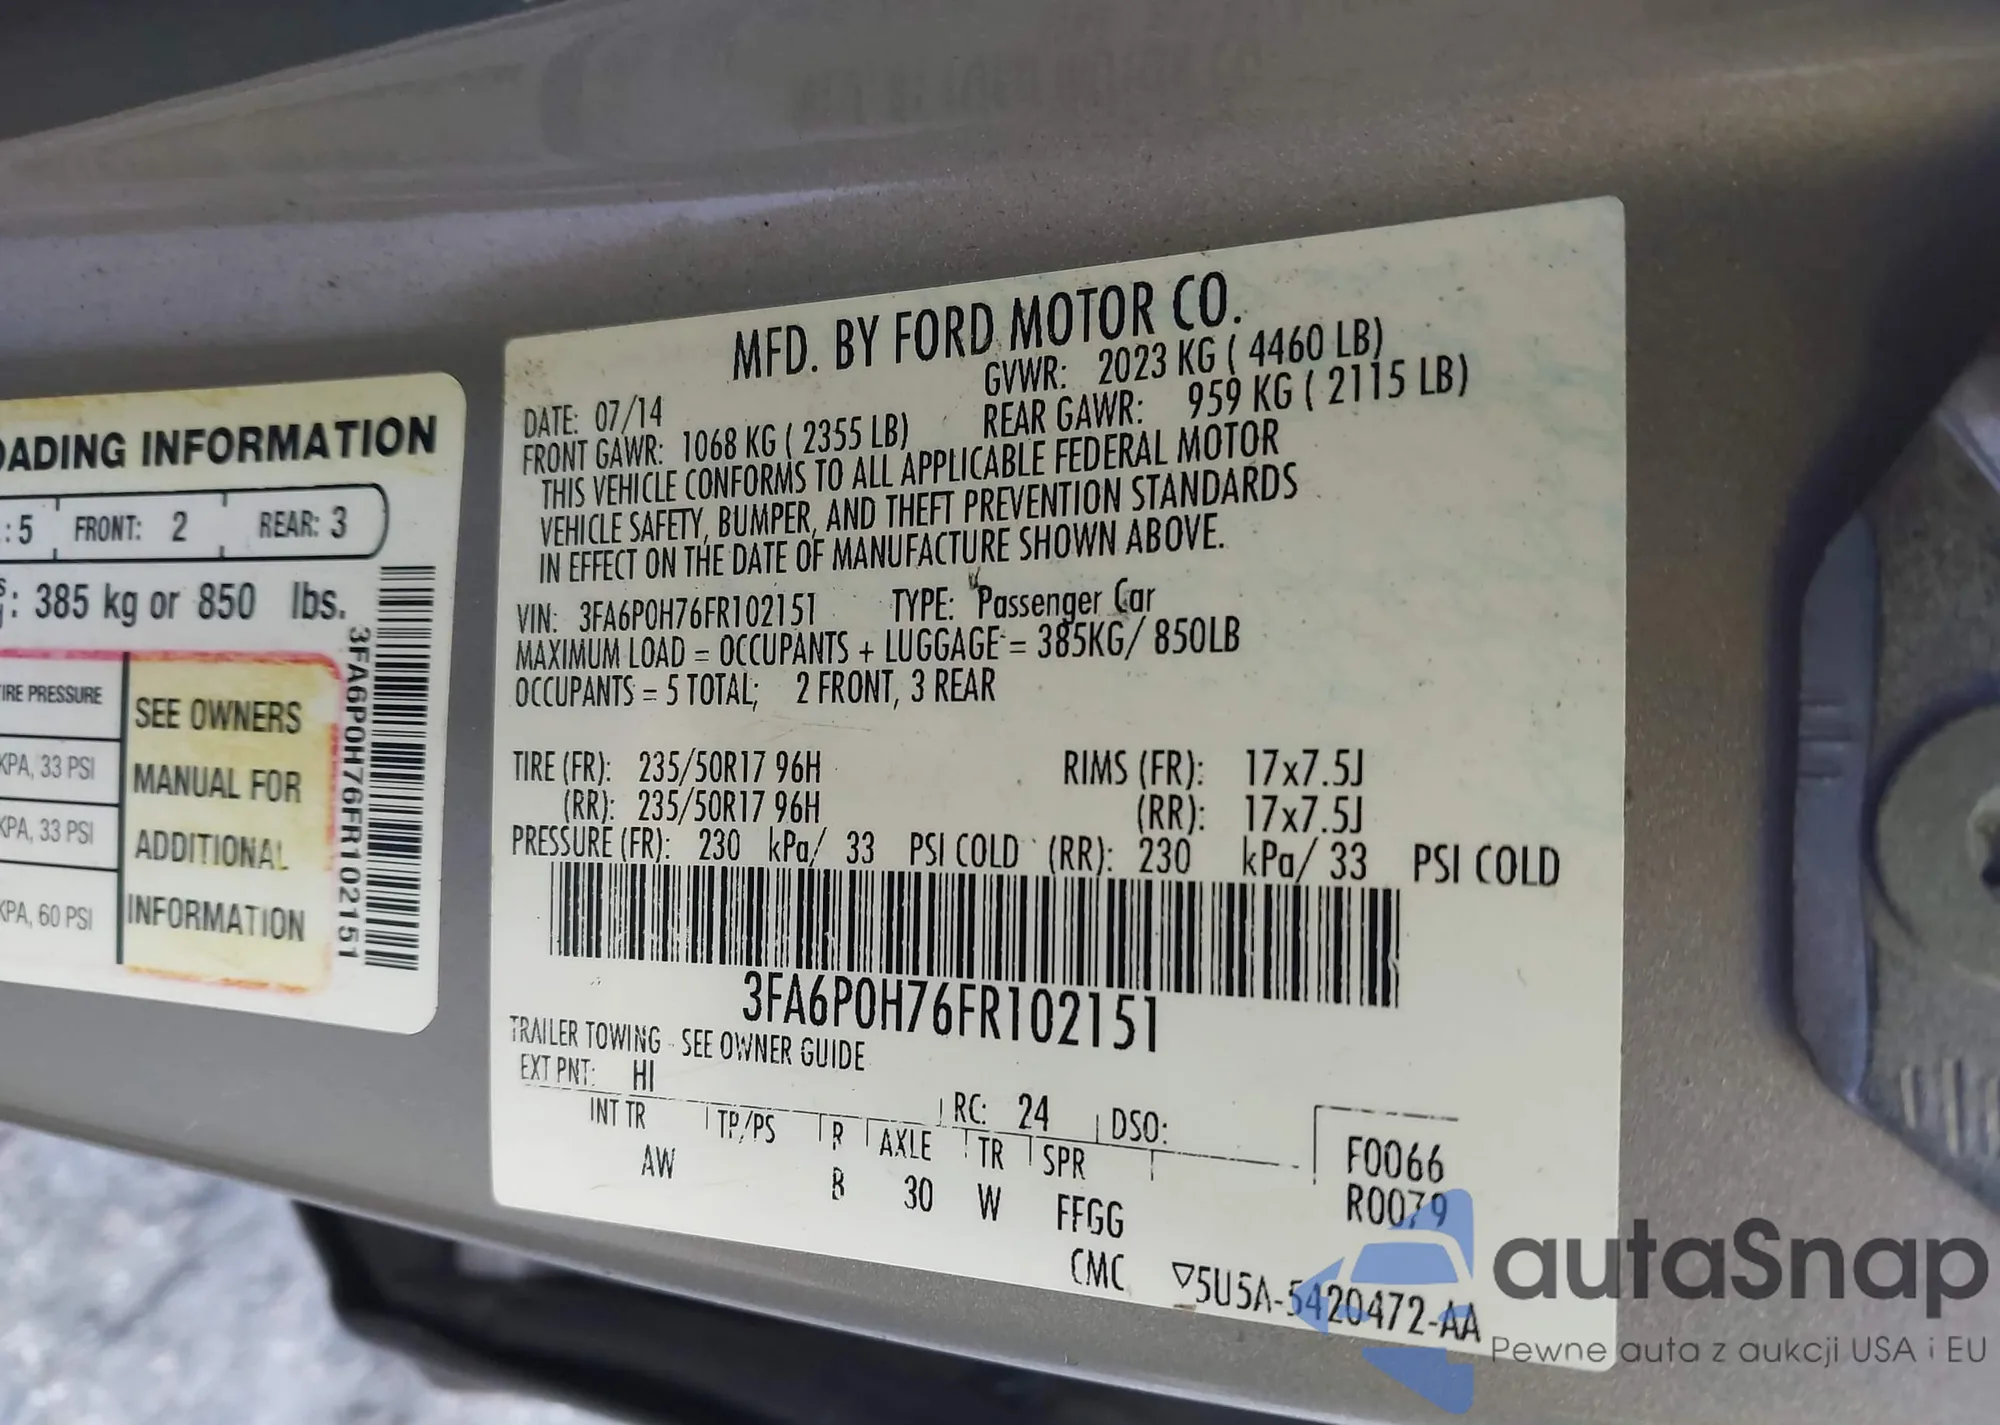 OADING INFORMATION
: 5 FRONT: 2 REAR: 3
: 385 kg or 850 lbs.
IRE PRESSURE
KPA, 33 PSI
KPA, 33 PSI
KPA, 60 PSI
SEE OWNERS
MANUAL FOR
ADDITIONAL
INFORMATION
3FA6P0H76FR102151
MFD. BY FORD MOTOR CO.
DATE: 07/14 GVWR: 2023 KG ( 4460 LB)
FRONT GAWR: 1068 KG ( 2355 LB) REAR GAWR: 959 KG ( 2115 LB)
THIS VEHICLE CONFORMS TO ALL APPLICABLE FEDERAL MOTOR
VEHICLE SAFETY, BUMPER, AND THEFT PREVENTION STANDARDS
IN EFFECT ON THE DATE OF MANUFACTURE SHOWN ABOVE.
VIN: 3FA6P0H76FR102151 TYPE: Passenger Car
MAXIMUM LOAD = OCCUPANTS + LUGGAGE = 385KG/ 850LB
OCCUPANTS = 5 TOTAL; 2 FRONT, 3 REAR
TIRE (FR): 235/50R17 96H RIMS (FR): 17x7.5J
(RR): 235/50R17 96H (RR): 17x7.5J
PRESSURE (FR): 230 kPa/ 33 PSI COLD (RR): 230 kPa/ 33 PSI COLD
3FA6P0H76FR102151
TRAILER TOWING - SEE OWNER GUIDE
EXT PNT: HI RC: 24 DSO:
INT TR TP/PS R AXLE TR SPR
AW B 30 W FFGG
F0066
R0079
CMC ▽5U5A-5420472-AA
autaSnap
Pewne auta z aukcji USA i EU